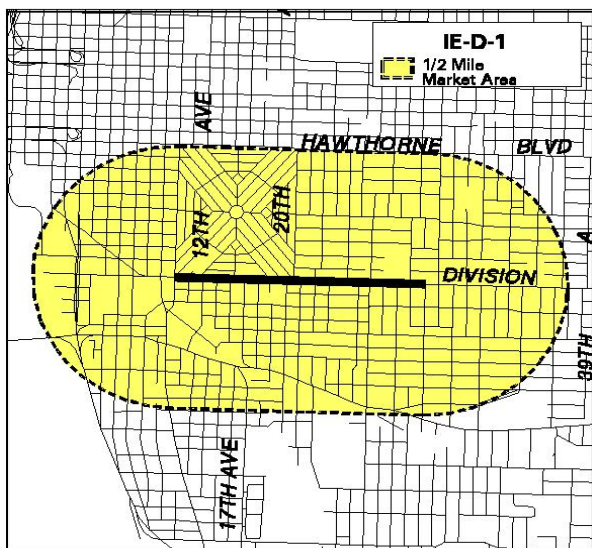 IE-D-1
1/2 Mile
Market Area
AVE
HAWTHORNE
BLVD
12TH
20TH
DIVISION
39TH
A
17TH AVE